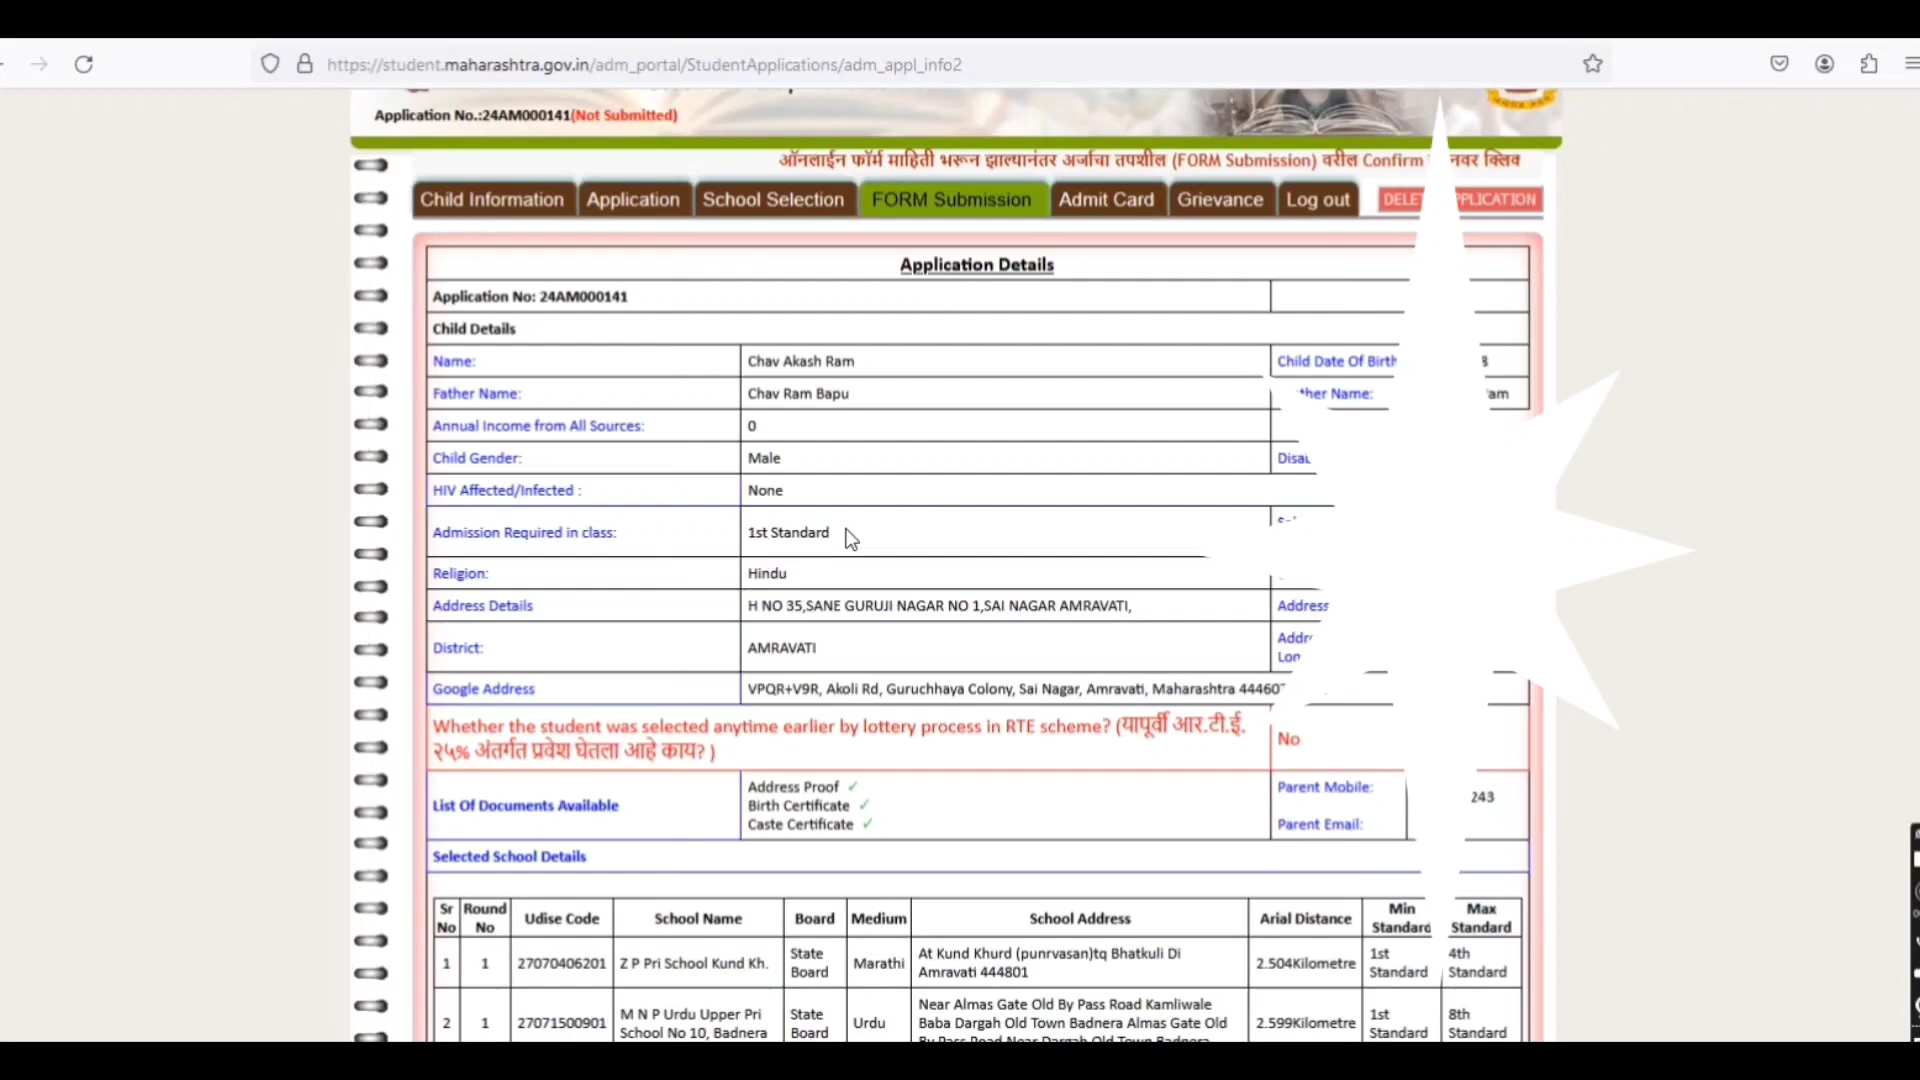 https://student.maharashtra.gov.in/adm_portal/StudentApplications/adm_appl_info2
Application No.:24AM000141(Not Submitted)
ऑनलाईन फॉर्म माहिती भरून झाल्यानंतर अर्जाचा तपशील (FORM Submission) वरील Confirm
Child Information Application School Selection FORM Submission Admit Card Grievance Log out
Application Details
Application No: 24AM000141
Child Details
Name: Chav Akash Ram Child Date Of Birth
Father Name: Chav Ram Bapu Name:
Annual Income from All Sources: 0
Child Gender: Male
HIV Affected/Infected : None
Admission Required in class: 1st Standard
Religion: Hindu
Address Details H NO 35,SANE GURUJI NAGAR NO 1,SAI NAGAR AMRAVATI, Address
District: AMRAVATI
Google Address VPQR+V9R, Akoli Rd, Guruchhaya Colony, Sai Nagar, Amravati, Maharashtra 444607
Whether the student was selected anytime earlier by lottery process in RTE scheme? (यापूर्वी आर.टी.ई.
२५% अंतर्गत प्रवेश घेतला आहे काय? ) No
List Of Documents Available
Address Proof ✓
Birth Certificate ✓
Caste Certificate ✓
Parent Mobile: 243
Parent Email:
Selected School Details
Sr No Round No Udise Code School Name Board Medium School Address Arial Distance Min Standard Max Standard
1 1 27070406201 Z P Pri School Kund Kh. State Board Marathi At Kund Khurd (punrvasan)tq Bhatkuli Di Amravati 444801 2.504Kilometre 1st Standard 4th Standard
2 1 27071500901 M N P Urdu Upper Pri School No 10, Badnera State Board Urdu Near Almas Gate Old By Pass Road Kamliwale Baba Dargah Old Town Badnera Almas Gate Old By Pass Road Near Dargah Old Town Badnera 2.599Kilometre 1st Standard 8th Standard